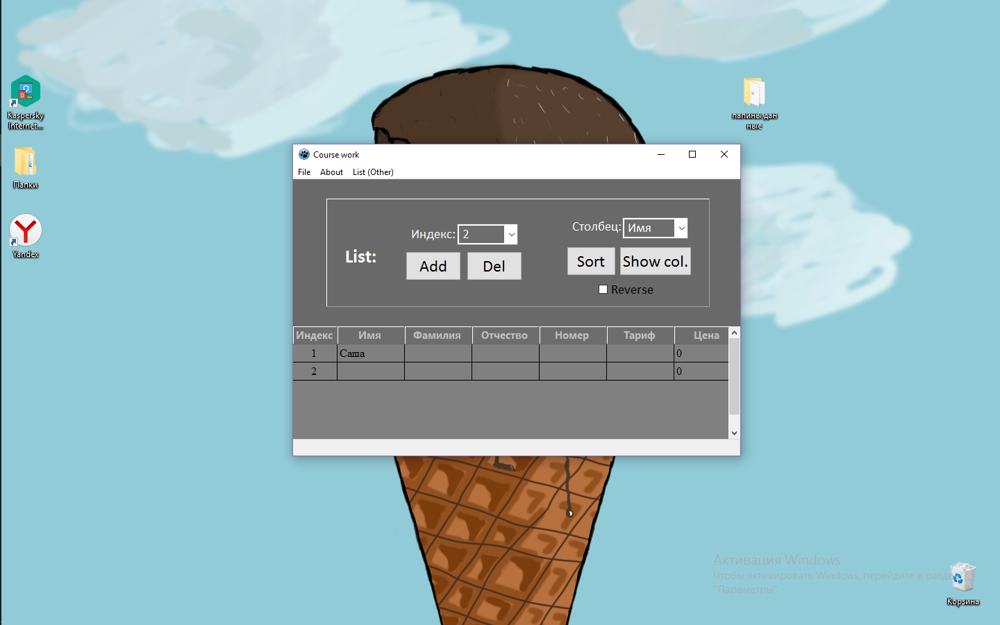 Kaspersky
Internet...
Папки
Yandex
папины дан
ные
Course work
File About List (Other)
List:
Индекс: 2
Add Del
Столбец: Имя
Sort Show col.
Reverse
Индекс Имя Фамилия Отчество Номер Тариф Цена
1 Саша 0
2 0
Активация Windows
Чтобы активировать Windows, перейдите в разде
"Параметры".
Корзина